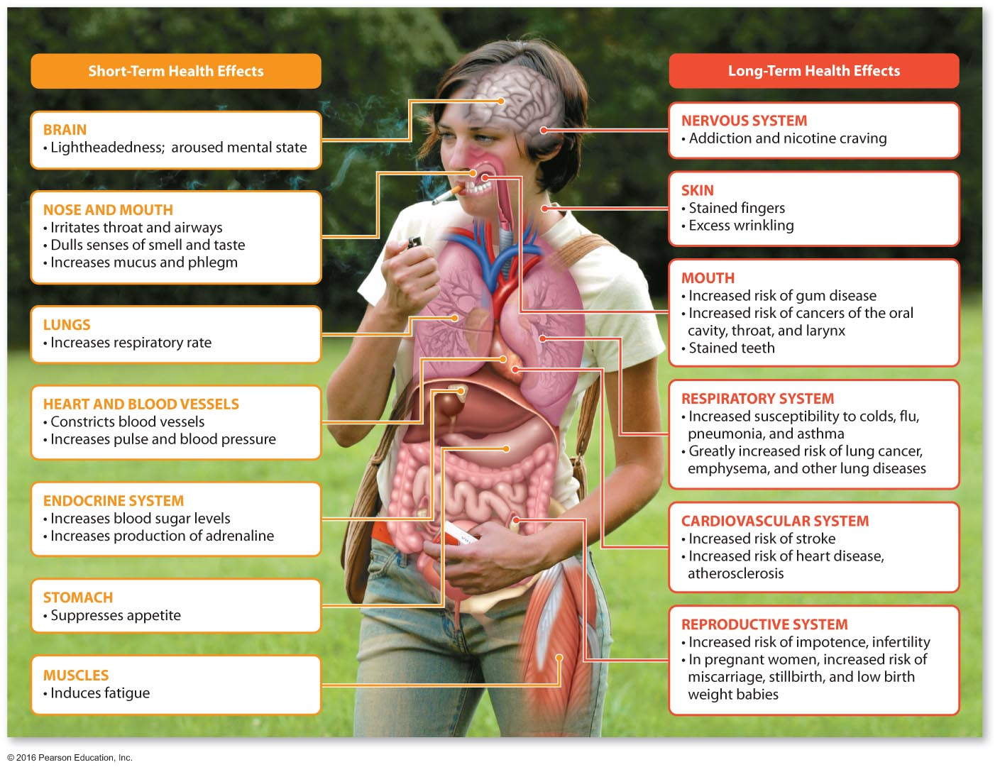 Short-Term Health Effects
BRAIN
• Lightheadedness;  aroused mental state
NOSE AND MOUTH
• Irritates throat and airways
• Dulls senses of smell and taste
• Increases mucus and phlegm
LUNGS
• Increases respiratory rate
HEART AND BLOOD VESSELS
• Constricts blood vessels
• Increases pulse and blood pressure
ENDOCRINE SYSTEM
• Increases blood sugar levels
• Increases production of adrenaline
STOMACH
• Suppresses appetite
MUSCLES
• Induces fatigue
Long-Term Health Effects
NERVOUS SYSTEM
• Addiction and nicotine craving
SKIN
• Stained fingers
• Excess wrinkling
MOUTH
• Increased risk of gum disease
• Increased risk of cancers of the oral
cavity, throat, and larynx
• Stained teeth
RESPIRATORY SYSTEM
• Increased susceptibility to colds, flu,
pneumonia, and asthma
• Greatly increased risk of lung cancer,
emphysema, and other lung diseases
CARDIOVASCULAR SYSTEM
• Increased risk of stroke
• Increased risk of heart disease,
atherosclerosis
REPRODUCTIVE SYSTEM
• Increased risk of impotence, infertility
• In pregnant women, increased risk of
miscarriage, stillbirth, and low birth
weight babies
© 2016 Pearson Education, Inc.